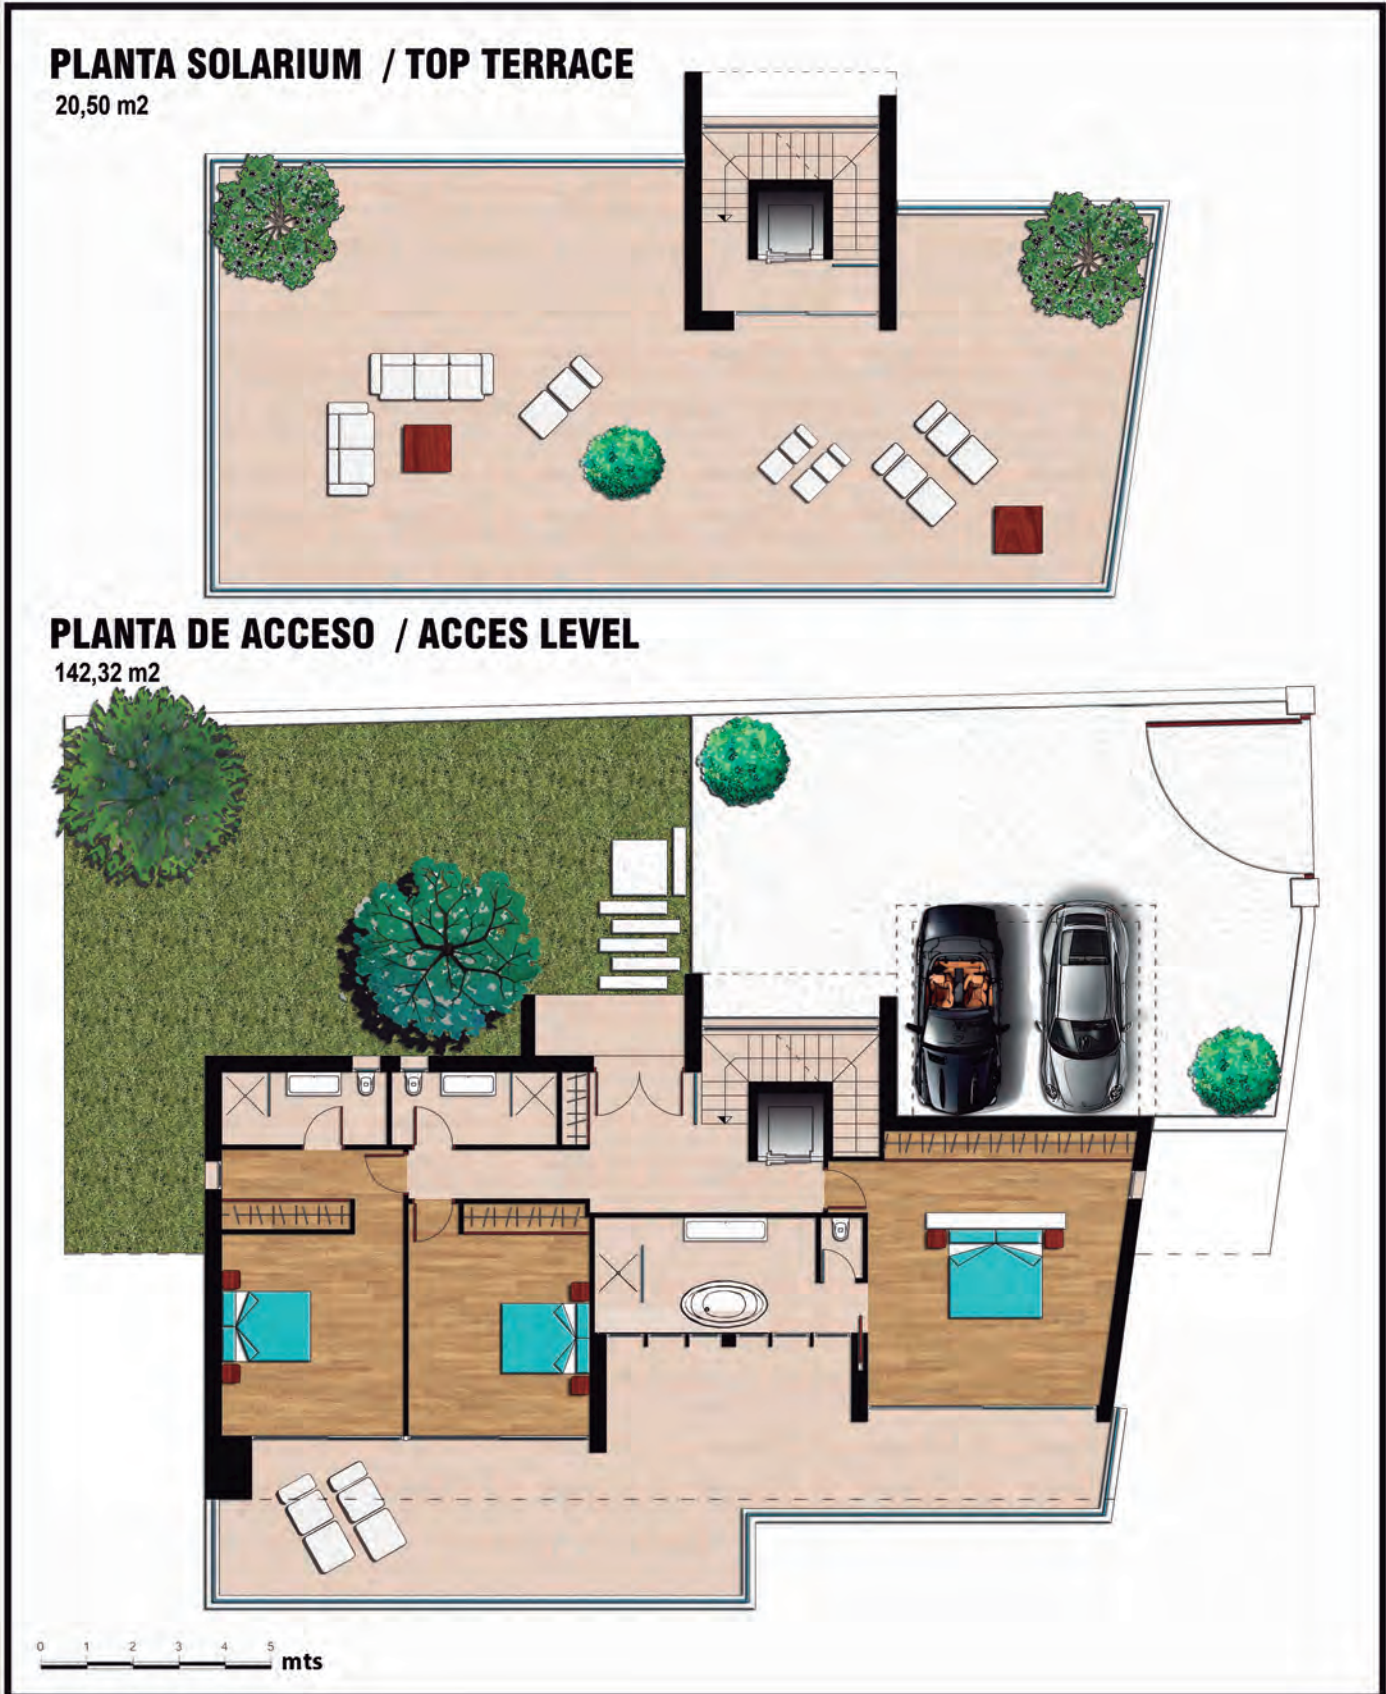 PLANTA SOLARIUM / TOP TERRACE
20,50 m2
PLANTA DE ACCESO / ACCES LEVEL
142,32 m2
0 1 2 3 4 5 mts